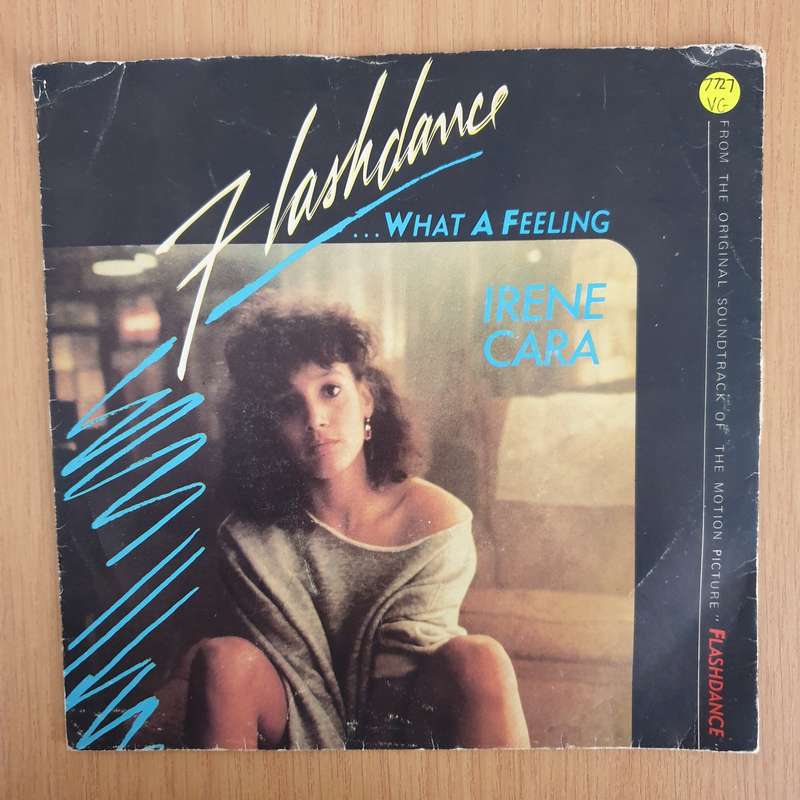 Flashdance
...WHAT A FEELING
IRENE
CARA
7727
VG
FROM THE ORIGINAL SOUNDTRACK OF THE MOTION PICTURE " FLASHDANCE "